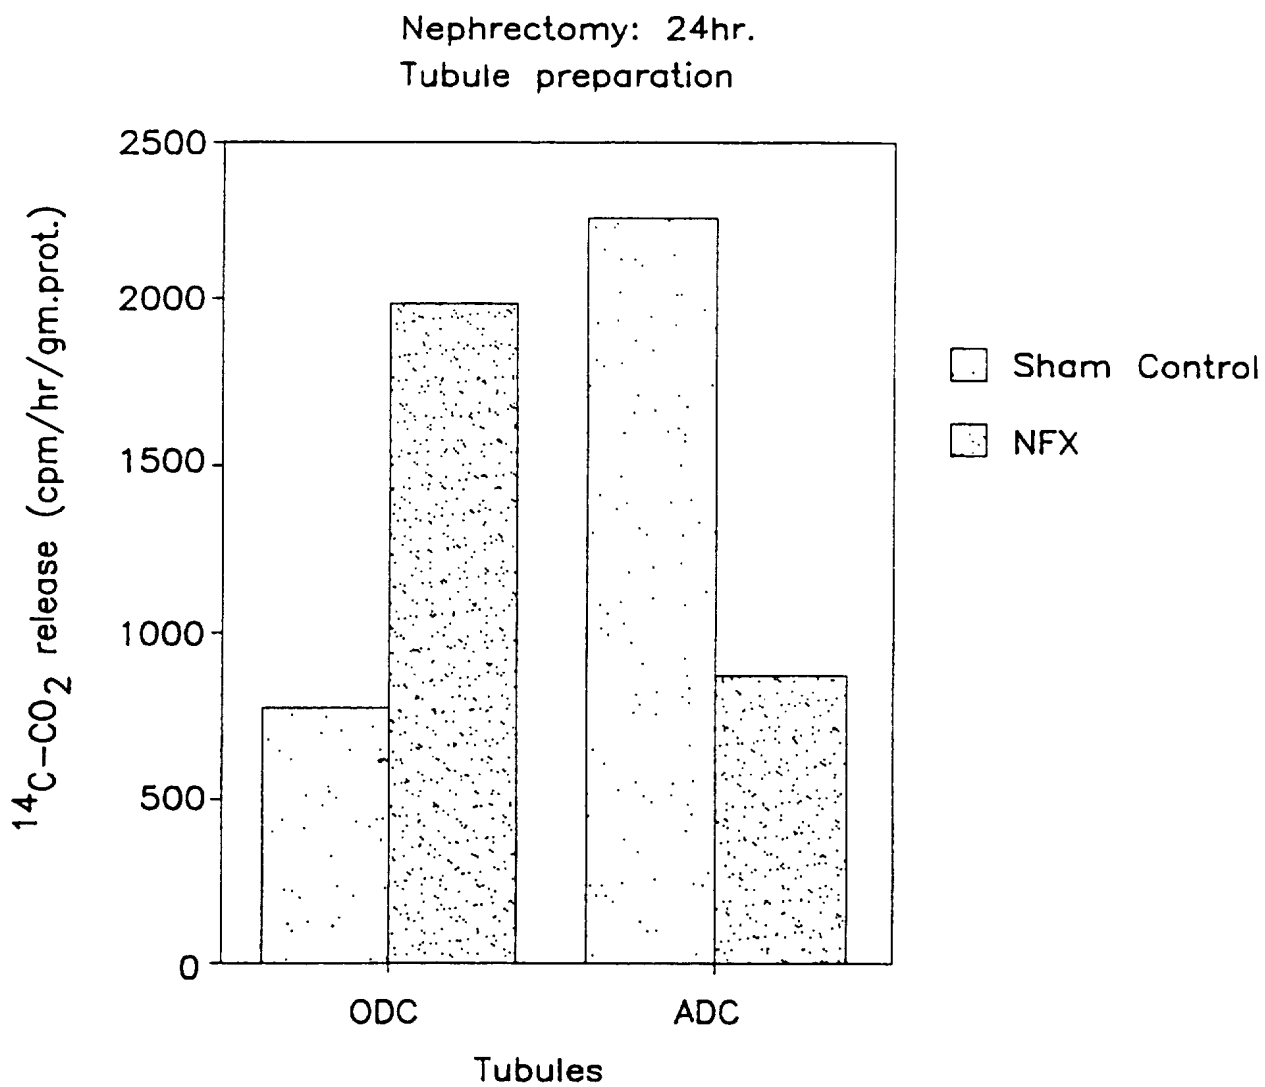 Nephrectomy: 24hr.
Tubule preparation
¹⁴C-CO₂ release (cpm/hr/gm.prot.)
2500
2000
1500
1000
500
0
ODC ADC
Tubules
Sham Control
NFX